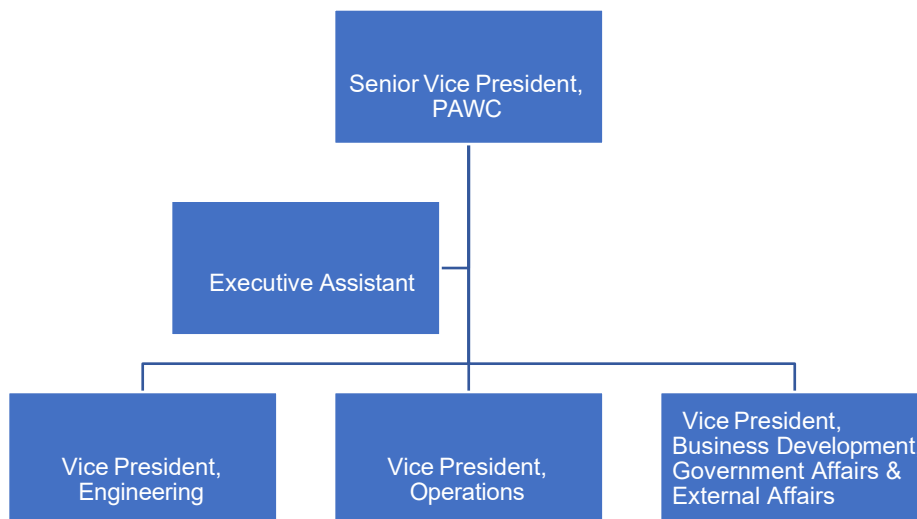 Senior Vice President,
PAWC
Executive Assistant
Vice President,
Engineering
Vice President,
Operations
Vice President,
Business Development
Government Affairs &
External Affairs